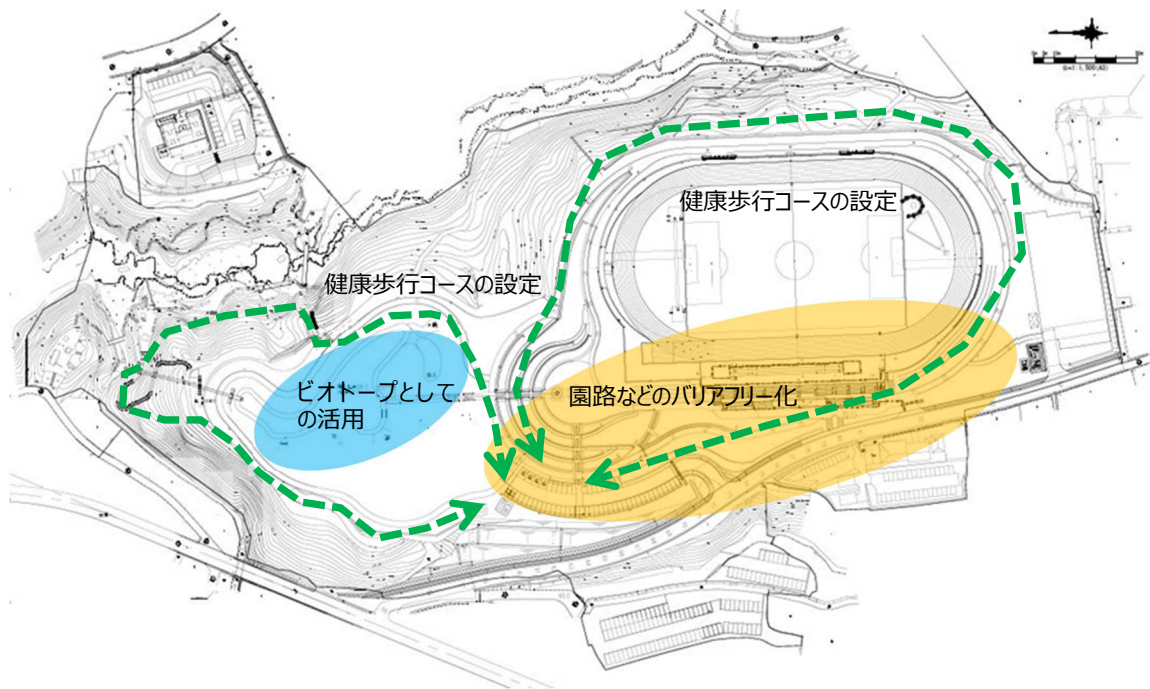 健康歩行コースの設定
健康歩行コースの設定
ビオトープとして
の活用
園路などのバリアフリー化